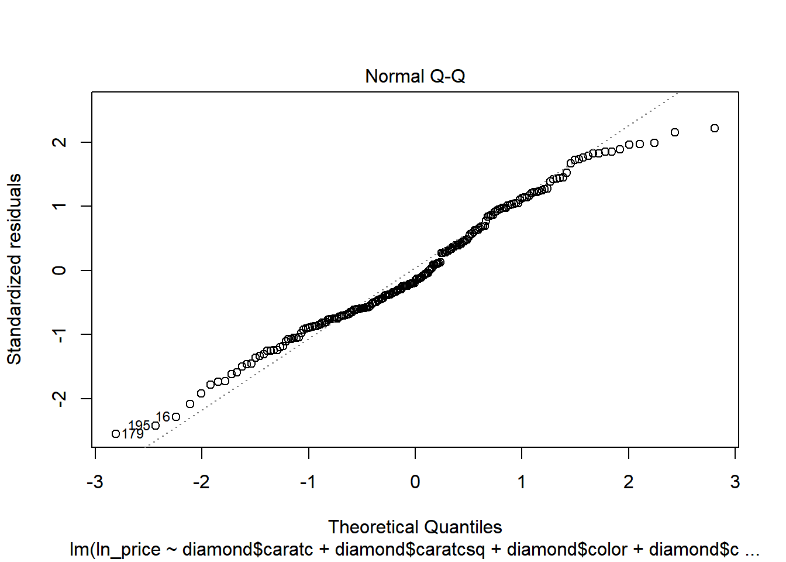 Normal Q-Q
Standardized residuals
2
1
0
-1
-2
16
195
179
-3 -2 -1 0 1 2 3
Theoretical Quantiles
lm(ln_price ~ diamond$caratc + diamond$caratcsq + diamond$color + diamond$c ...